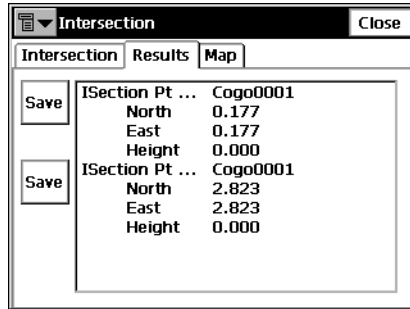 Intersection Close
Intersection Results Map
Save
ISection Pt ... Cogo0001
North 0.177
East 0.177
Height 0.000
Save
ISection Pt ... Cogo0001
North 2.823
East 2.823
Height 0.000